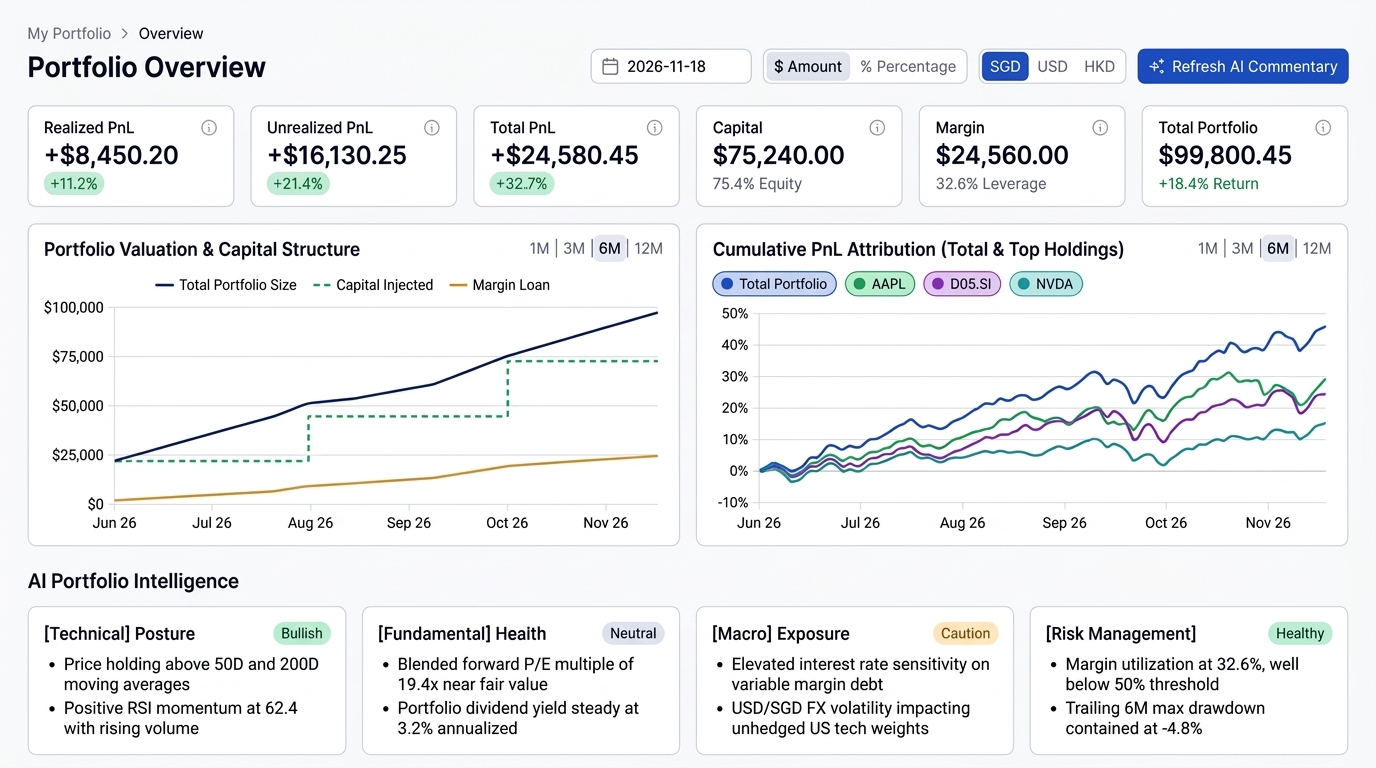 My Portfolio > Overview
Portfolio Overview
2026-11-18
$ Amount
% Percentage
SGD
USD
HKD
Refresh AI Commentary
Realized PnL
+$8,450.20
+11.2%
Unrealized PnL
+$16,130.25
+21.4%
Total PnL
+$24,580.45
+32.7%
Capital
$75,240.00
75.4% Equity
Margin
$24,560.00
32.6% Leverage
Total Portfolio
$99,800.45
+18.4% Return
Portfolio Valuation & Capital Structure
1M | 3M | 6M | 12M
Total Portfolio Size
Capital Injected
Margin Loan
$100,000
$75,000
$50,000
$25,000
$0
Jun 26
Jul 26
Aug 26
Sep 26
Oct 26
Nov 26
Cumulative PnL Attribution (Total & Top Holdings)
1M | 3M | 6M | 12M
Total Portfolio
AAPL
D05.SI
NVDA
50%
40%
30%
20%
10%
0%
-10%
Jun 26
Jul 26
Aug 26
Sep 26
Oct 26
Nov 26
AI Portfolio Intelligence
[Technical] Posture
Bullish
• Price holding above 50D and 200D
moving averages
• Positive RSI momentum at 62.4
with rising volume
[Fundamental] Health
Neutral
• Blended forward P/E multiple of
19.4x near fair value
• Portfolio dividend yield steady at
3.2% annualized
[Macro] Exposure
Caution
• Elevated interest rate sensitivity on
variable margin debt
• USD/SGD FX volatility impacting
unhedged US tech weights
[Risk Management]
Healthy
• Margin utilization at 32.6%, well
below 50% threshold
• Trailing 6M max drawdown
contained at -4.8%